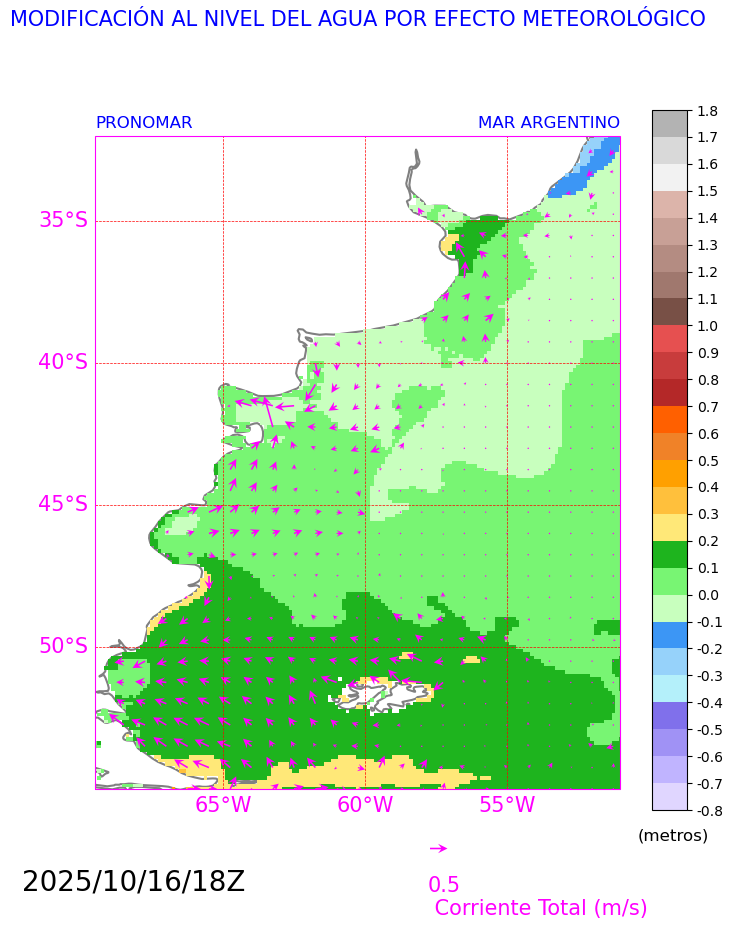 MODIFICACIÓN AL NIVEL DEL AGUA POR EFECTO METEOROLÓGICO
PRONOMAR MAR ARGENTINO
35°S
40°S
45°S
50°S
65°W 60°W 55°W
1.8
1.7
1.6
1.5
1.4
1.3
1.2
1.1
1.0
0.9
0.8
0.7
0.6
0.5
0.4
0.3
0.2
0.1
0.0
-0.1
-0.2
-0.3
-0.4
-0.5
-0.6
-0.7
-0.8
(metros)
2025/10/16/18Z
0.5
Corriente Total (m/s)